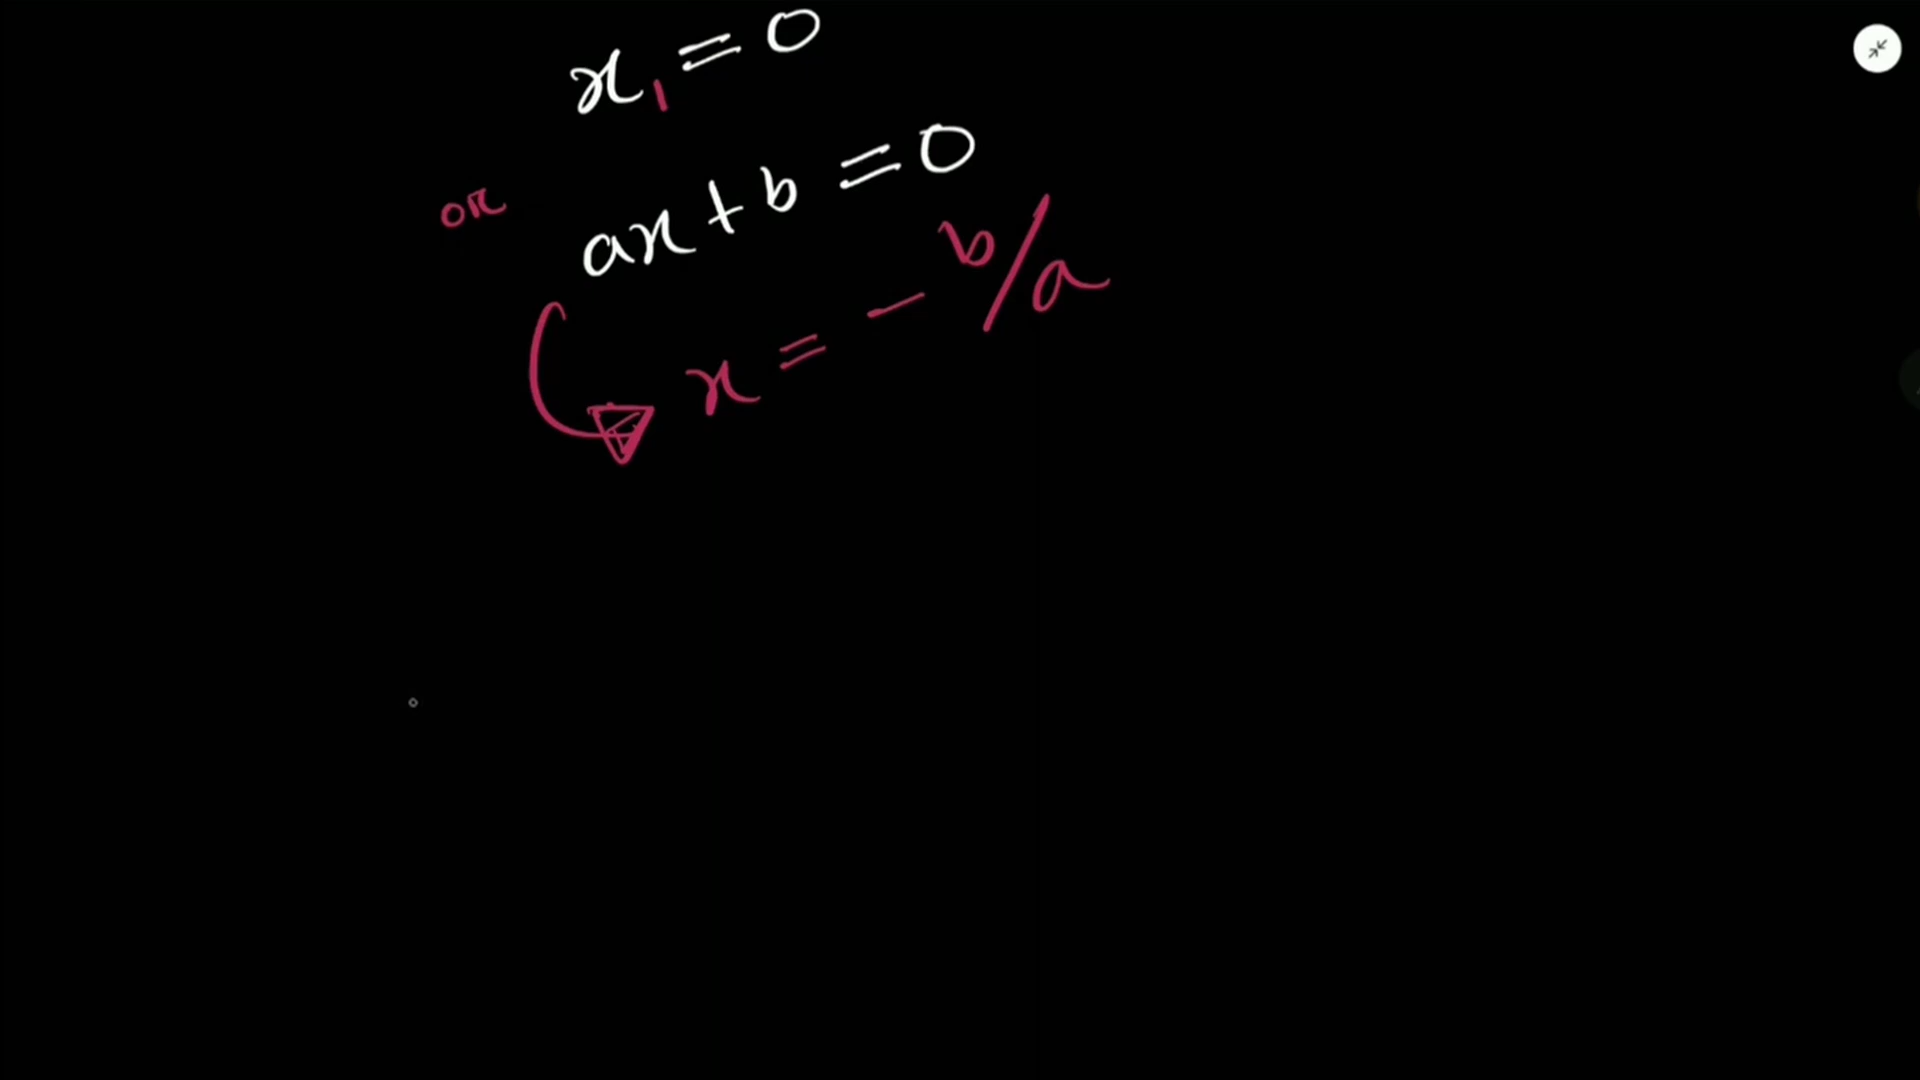 x₁ = 0
or ax + b = 0
x = - b/a